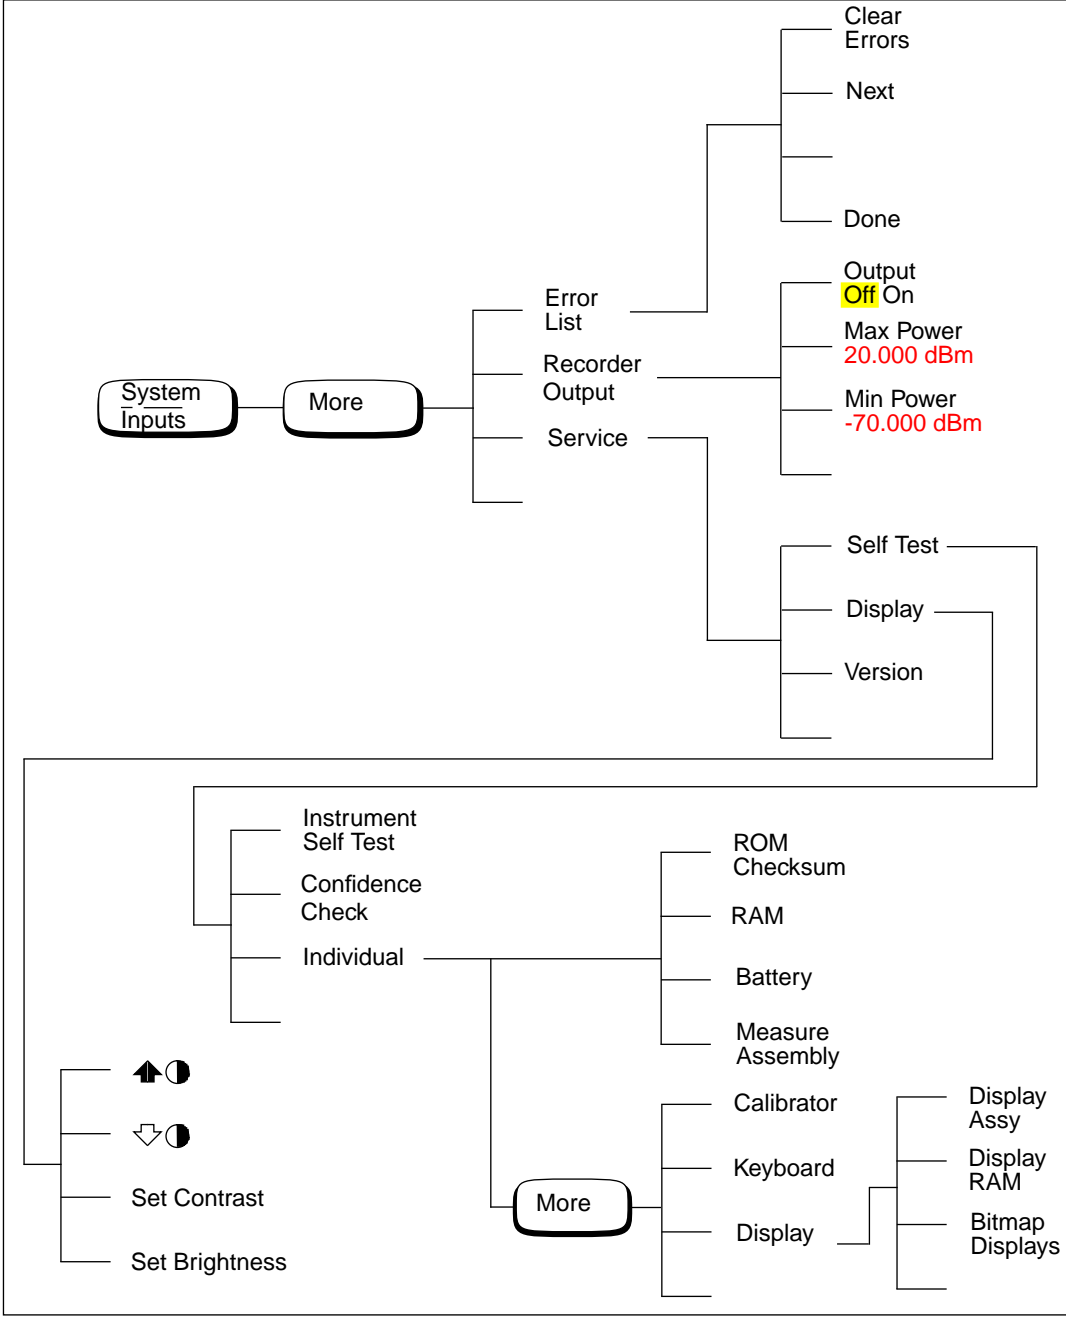 Clear
Errors
Next
Done
Output
Off On
Max Power
20.000 dBm
Min Power
-70.000 dBm
Error
List
Recorder
Output
Service
System
Inputs
More
Self Test
Display
Version
Instrument
Self Test
Confidence
Check
Individual
ROM
Checksum
RAM
Battery
Measure
Assembly
Set Contrast
Set Brightness
More
Calibrator
Keyboard
Display
Display
Assy
Display
RAM
Bitmap
Displays